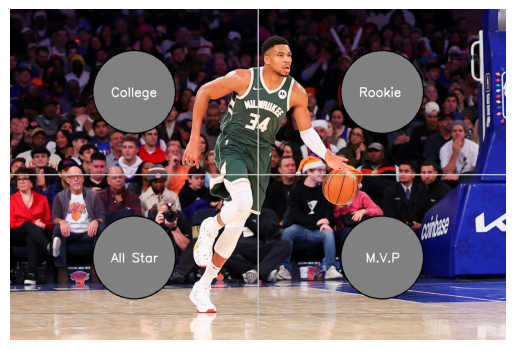 College
Rookie
MILWAUKEE
34
coinbase
All Star
M.V.P